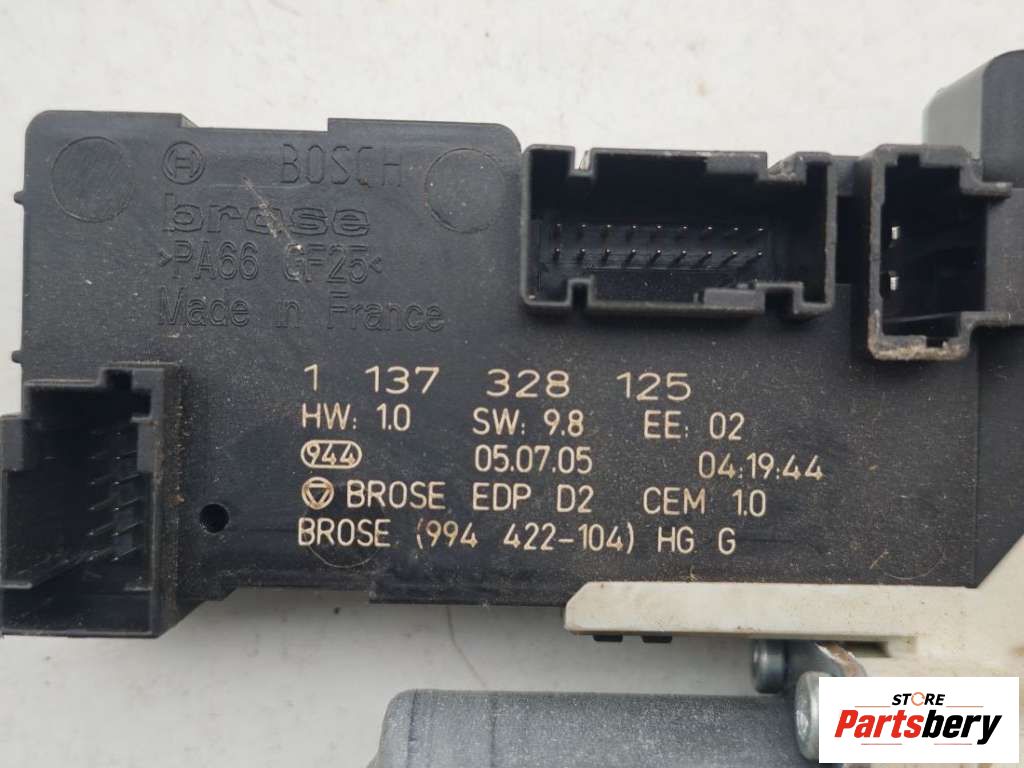 BOSCH
brose
>PA66 GF25<
Made in France
1 137 328 125
HW: 1.0 SW: 9.8 EE: 02
944 05.07.05 04:19:44
BROSE EDP D2 CEM 1.0
BROSE (994 422-104) HG G
STORE
Partsbery